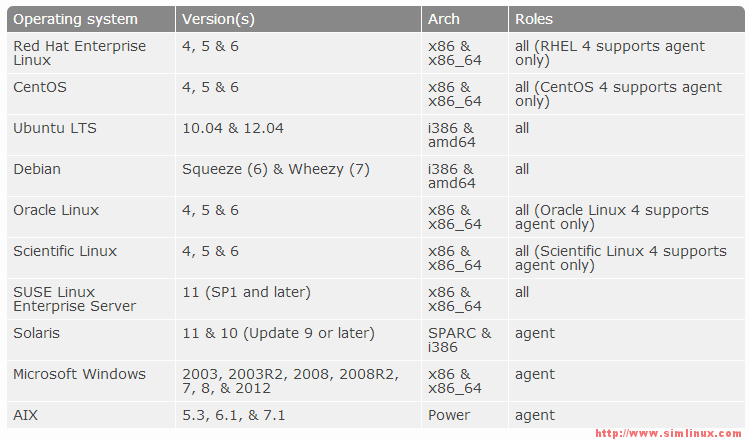 Operating system Version(s) Arch Roles
Red Hat Enterprise Linux 4, 5 & 6 x86 & x86_64 all (RHEL 4 supports agent only)
CentOS 4, 5 & 6 x86 & x86_64 all (CentOS 4 supports agent only)
Ubuntu LTS 10.04 & 12.04 i386 & amd64 all
Debian Squeeze (6) & Wheezy (7) i386 & amd64 all
Oracle Linux 4, 5 & 6 x86 & x86_64 all (Oracle Linux 4 supports agent only)
Scientific Linux 4, 5 & 6 x86 & x86_64 all (Scientific Linux 4 supports agent only)
SUSE Linux Enterprise Server 11 (SP1 and later) x86 & x86_64 all
Solaris 11 & 10 (Update 9 or later) SPARC & i386 agent
Microsoft Windows 2003, 2003R2, 2008, 2008R2, 7, 8, & 2012 x86 & x86_64 agent
AIX 5.3, 6.1, & 7.1 Power agent
http://www.simlinux.com